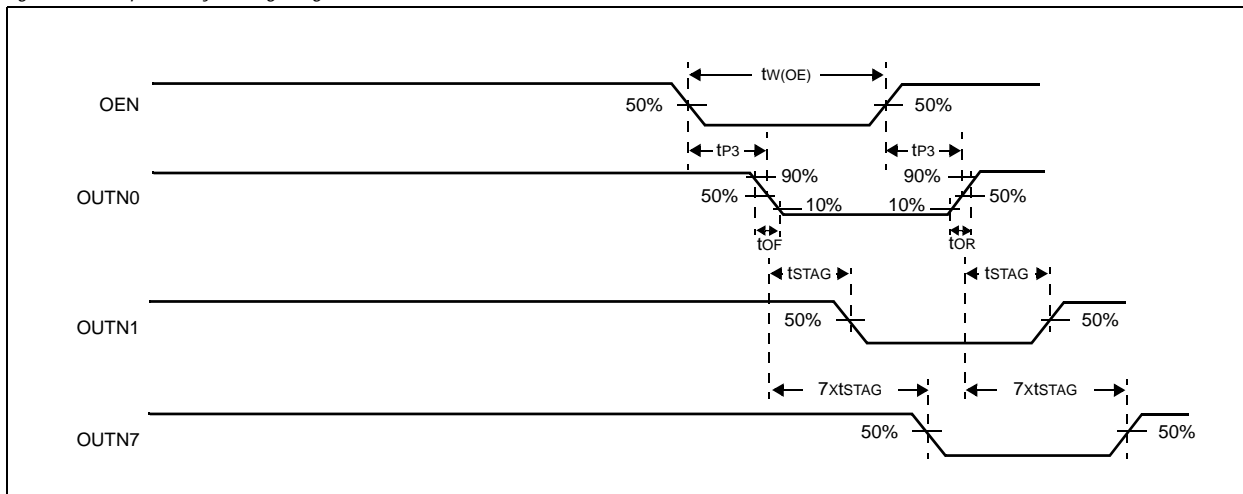 tW(OE)
OEN
50%
50%
tP3
tP3
90%
90%
OUTN0
50%
10%
10%
50%
tOF
tOR
tSTAG
tSTAG
OUTN1
50%
50%
7XtSTAG
7XtSTAG
OUTN7
50%
50%